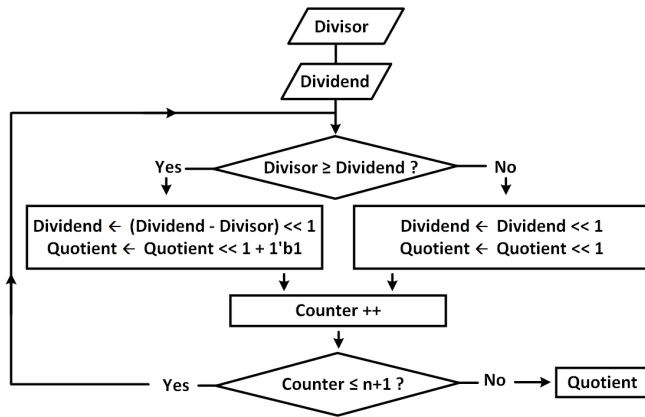 Divisor
Dividend
Divisor ≥ Dividend ?
Yes
No
Dividend ← (Dividend - Divisor) << 1
Quotient ← Quotient << 1 + 1'b1
Dividend ← Dividend << 1
Quotient ← Quotient << 1
Counter ++
Counter ≤ n+1 ?
Yes
No
Quotient